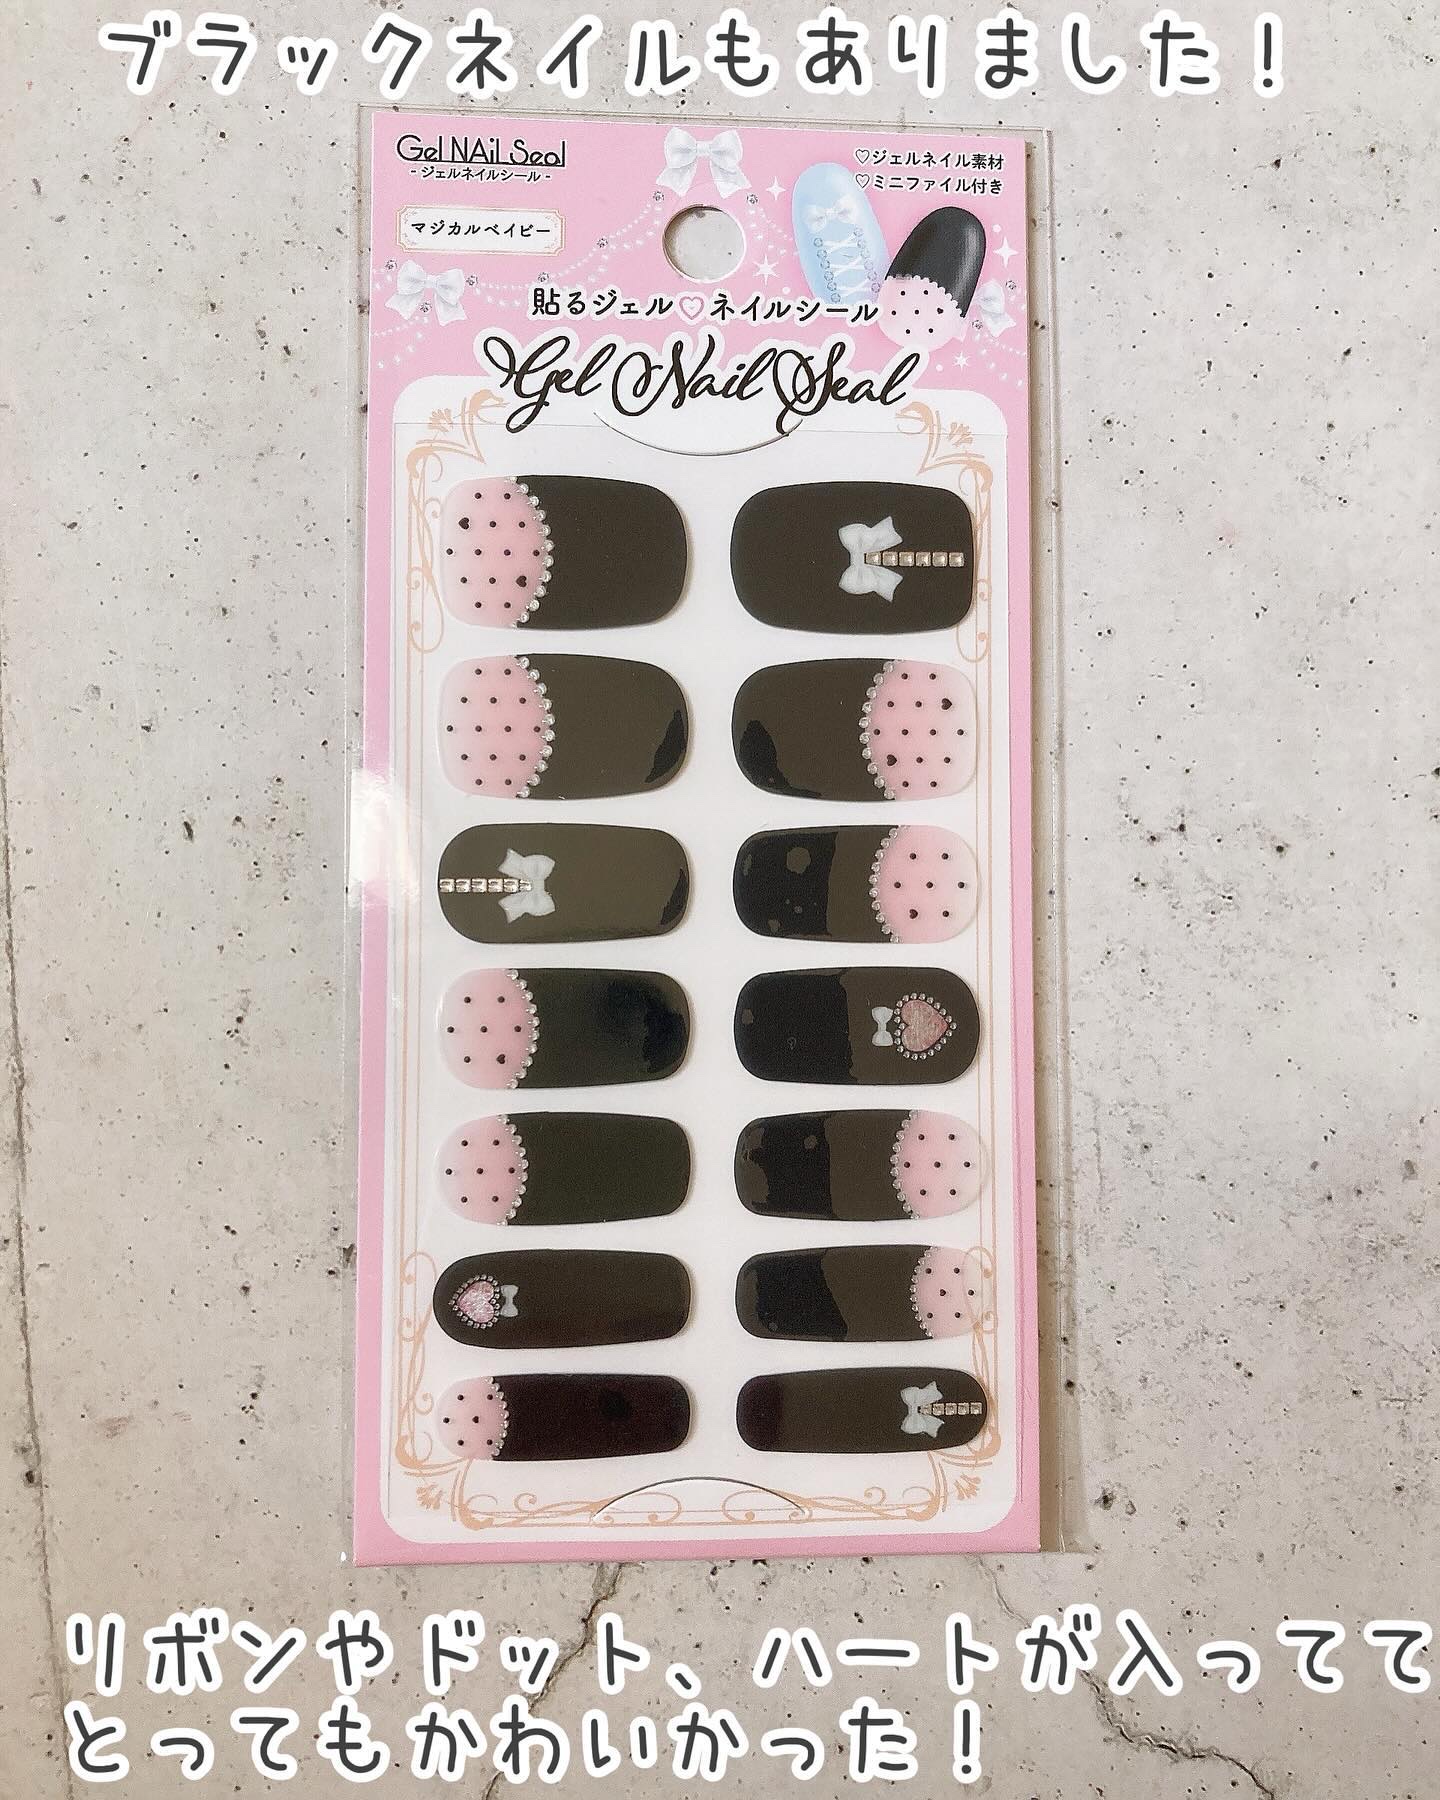 ブラックネイルもありました！
Gel NAiL Seal
- ジェルネイルシール -
♡ジェルネイル素材
♡ミニファイル付き
マジカルベイビー
貼るジェル♡ネイルシール
Gel Nail Seal
リボンやドット、ハートが入ってて
とってもかわいかった！